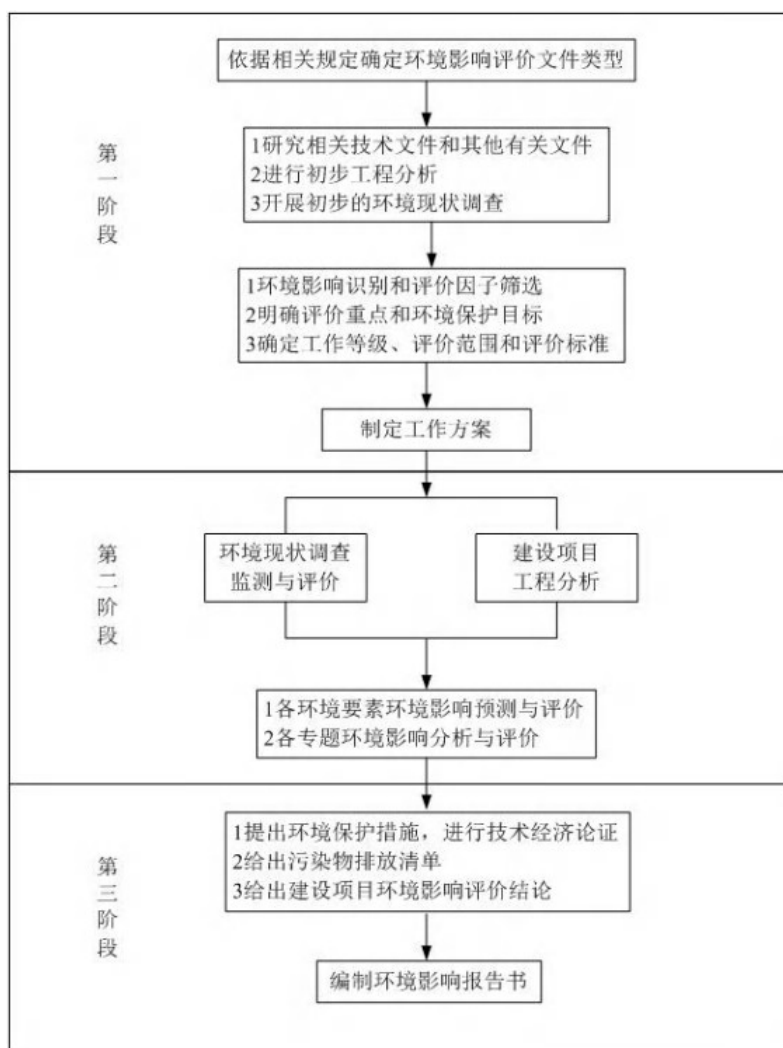 依据相关规定确定环境影响评价文件类型
第一阶段
1研究相关技术文件和其他有关文件
2进行初步工程分析
3开展初步的环境现状调查
1环境影响识别和评价因子筛选
2明确评价重点和环境保护目标
3确定工作等级、评价范围和评价标准
制定工作方案
第二阶段
环境现状调查
监测与评价
建设项目
工程分析
1各环境要素环境影响预测与评价
2各专题环境影响分析与评价
第三阶段
1提出环境保护措施，进行技术经济论证
2给出污染物排放清单
3给出建设项目环境影响评价结论
编制环境影响报告书